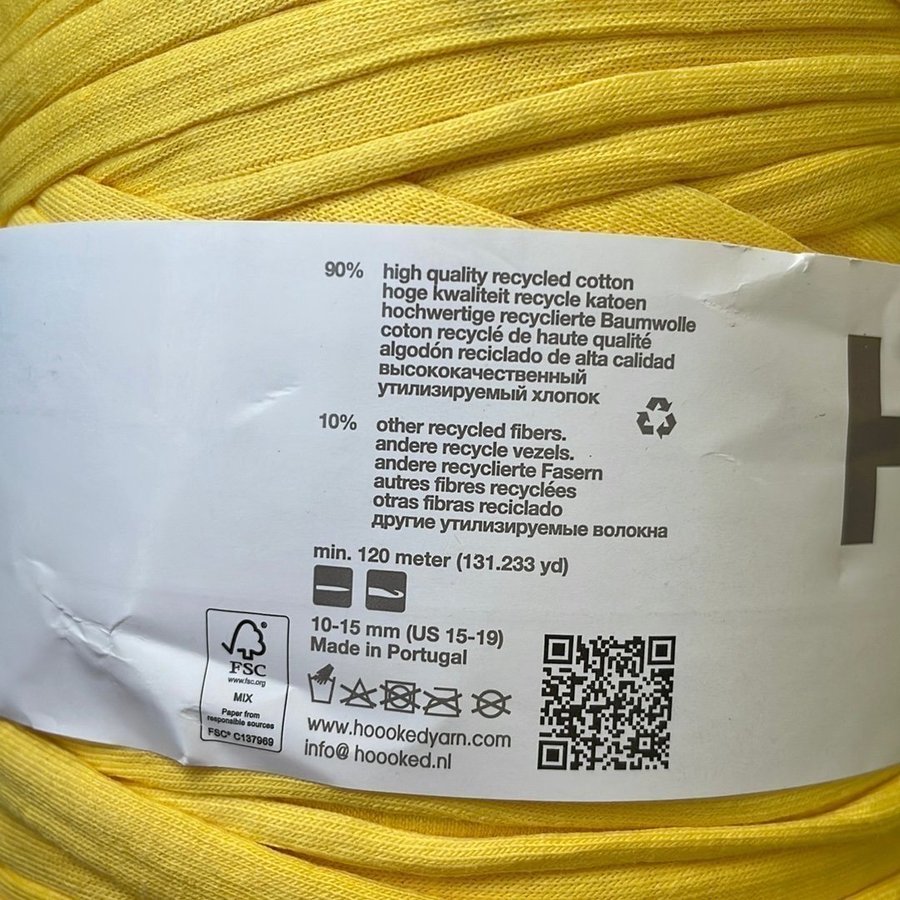 90% high quality recycled cotton
hoge kwaliteit recycle katoen
hochwertige recyclierte Baumwolle
coton recyclé de haute qualité
algodón reciclado de alta calidad
высококачественный
утилизируемый хлопок
10% other recycled fibers.
andere recycle vezels.
andere recyclierte Fasern
autres fibres recyclées
otras fibras reciclado
другие утилизируемые волокна
min. 120 meter (131.233 yd)
10-15 mm (US 15-19)
Made in Portugal
FSC
www.fsc.org
MIX
Paper from
responsible sources
FSC® C137969
www.hoookedyarn.com
info@ hoooked.nl
H